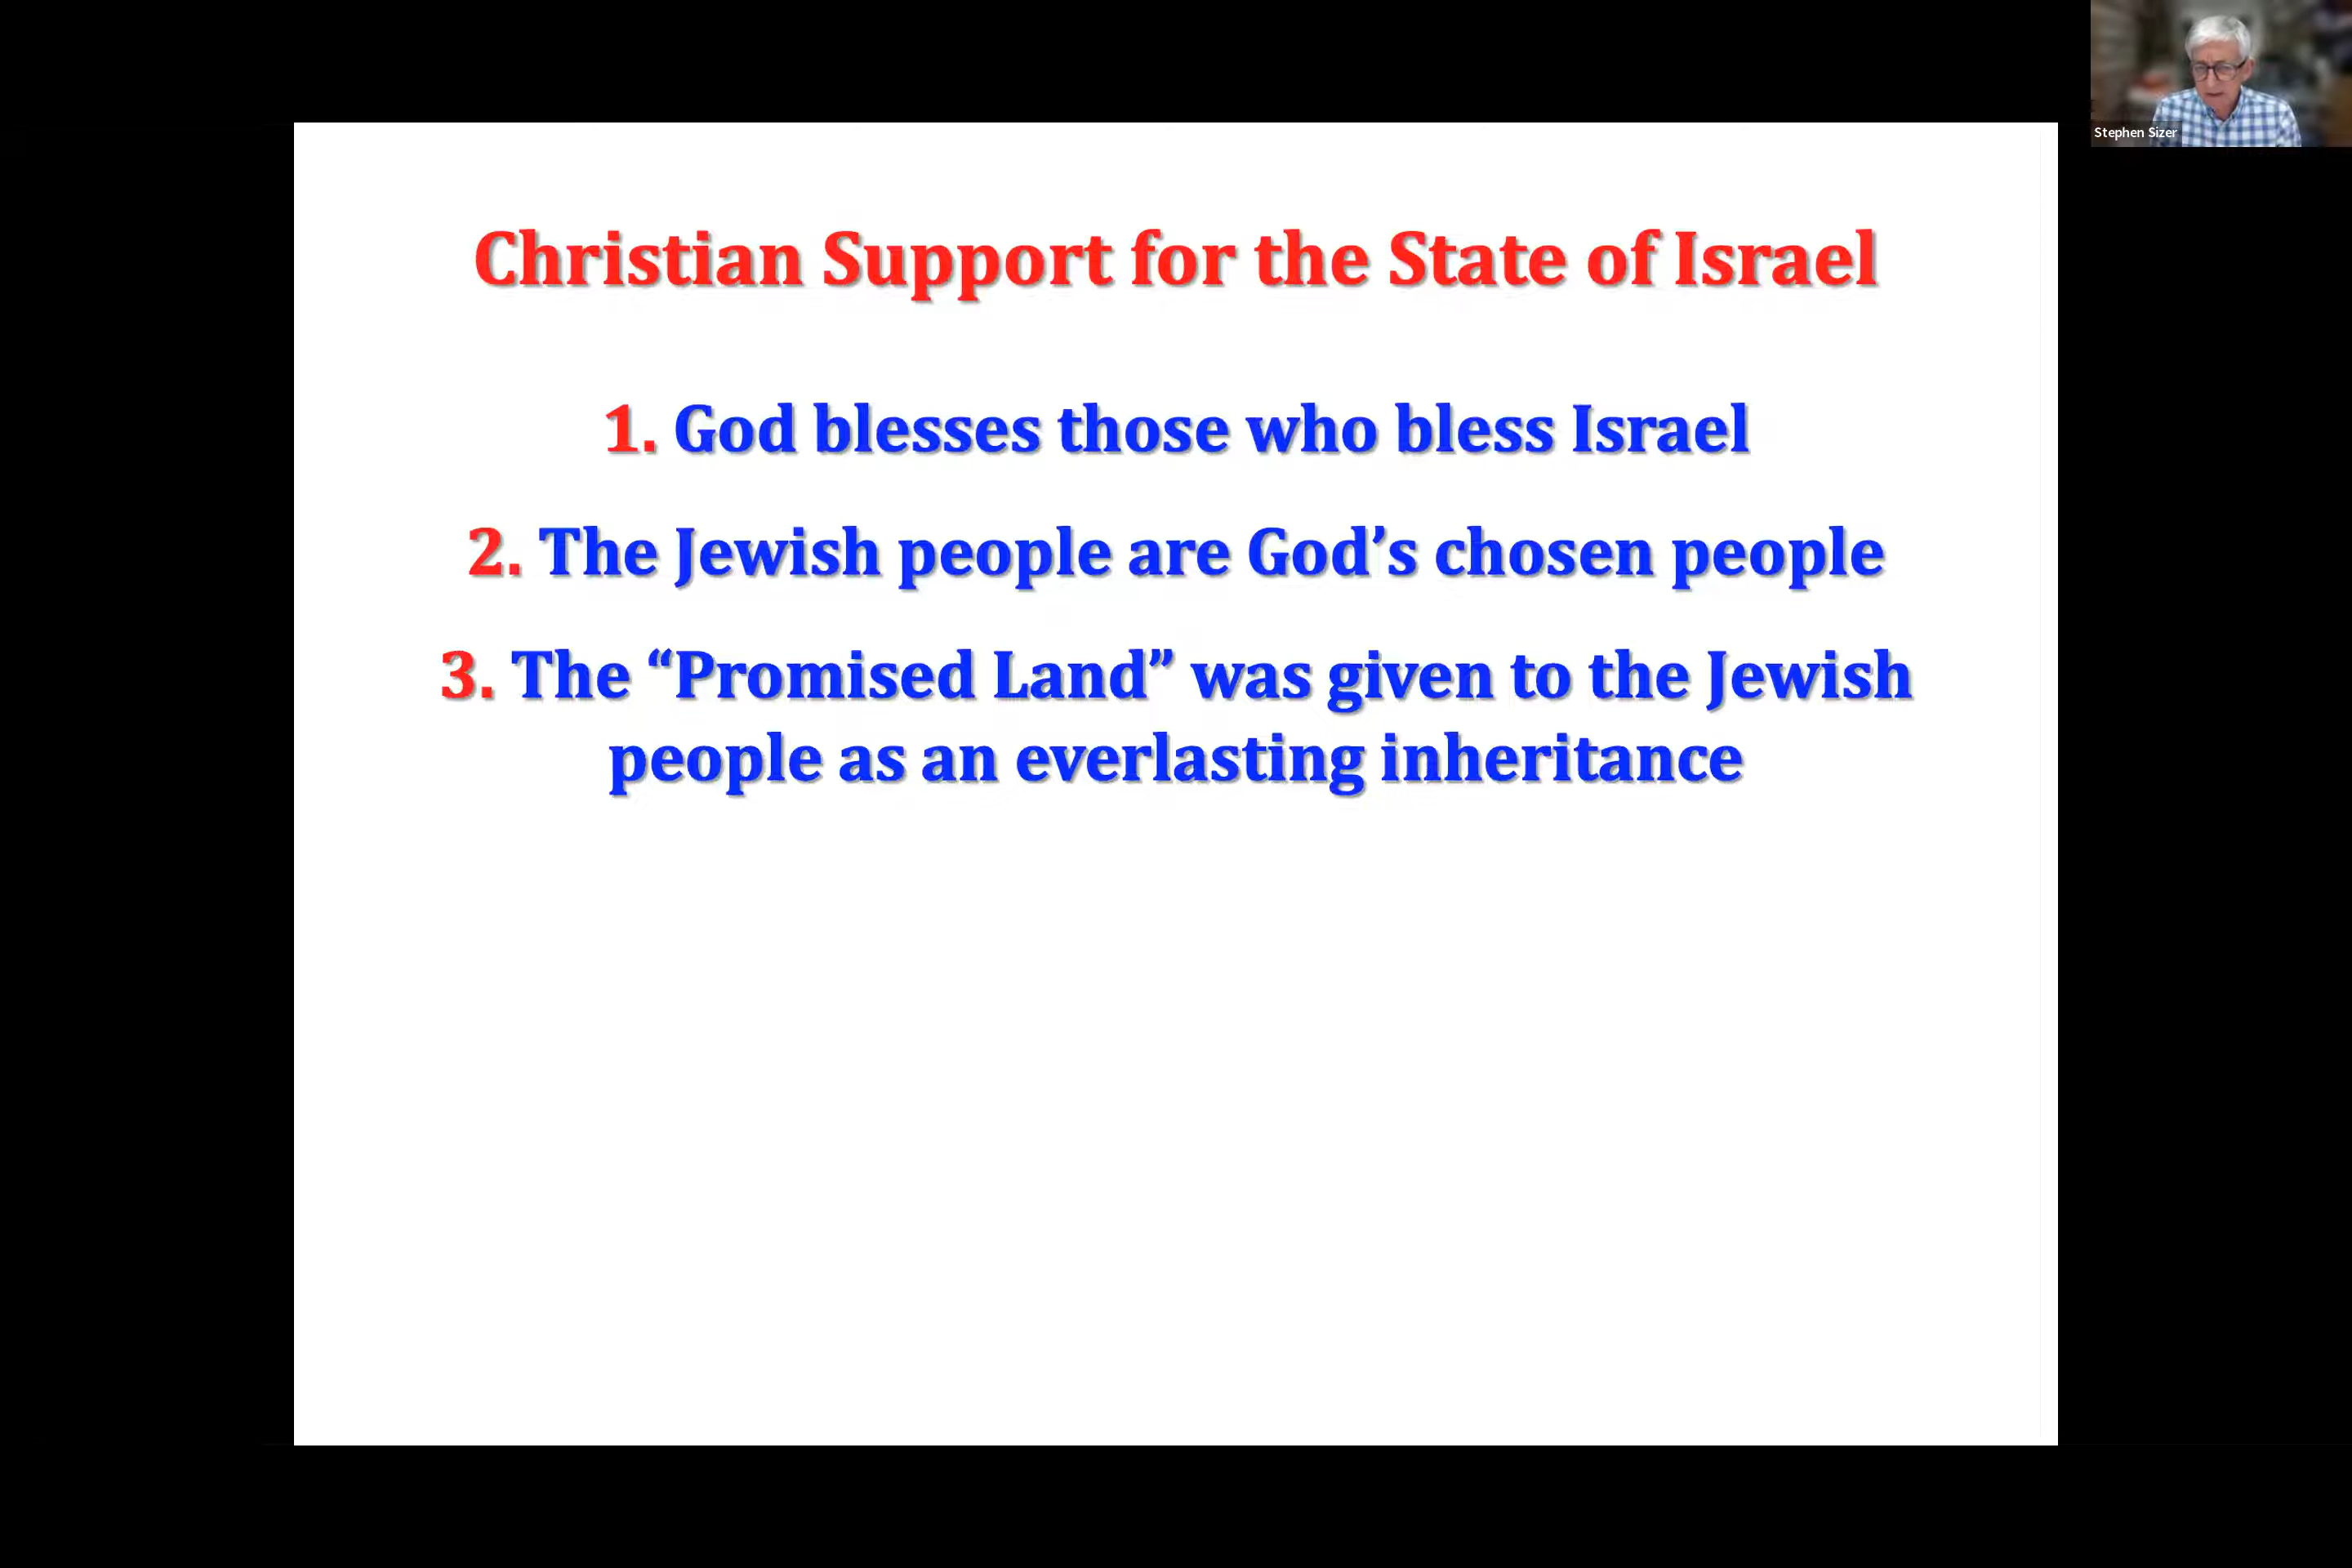 Stephen Sizer
Christian Support for the State of Israel
1. God blesses those who bless Israel
2. The Jewish people are God’s chosen people
3. The “Promised Land” was given to the Jewish
people as an everlasting inheritance